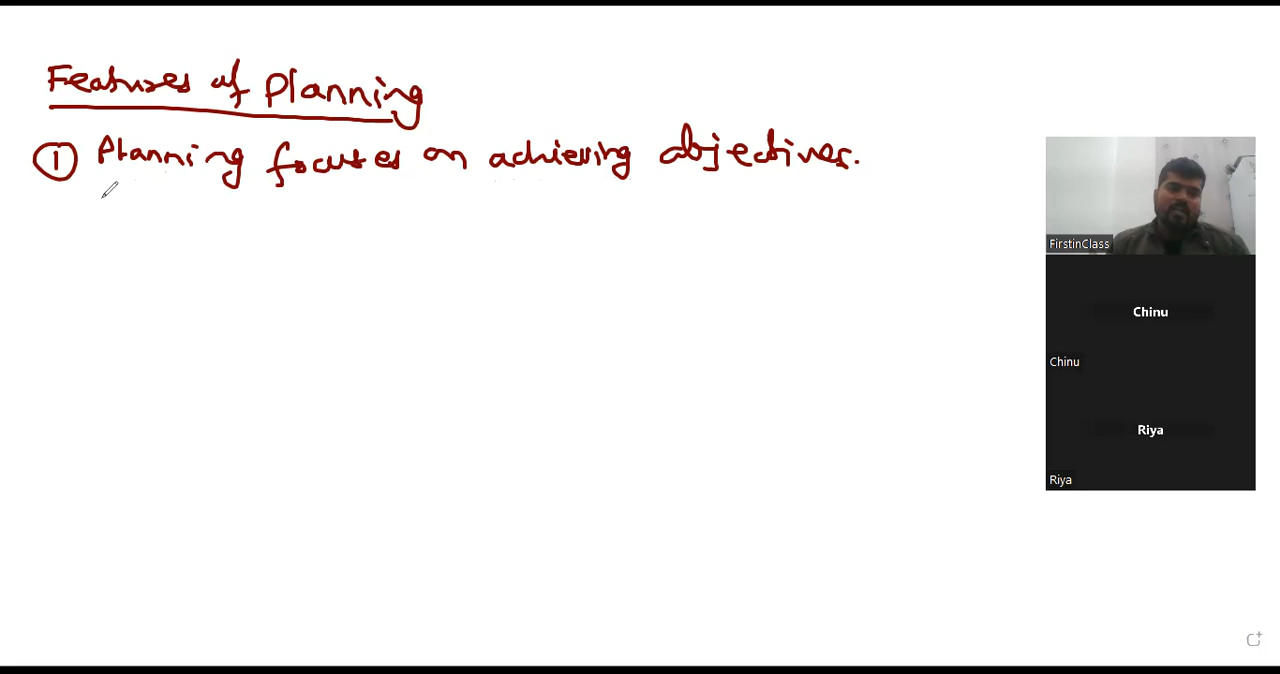 Features of Planning
① Planning focuses on achieving objectives.
FirstinClass
Chinu
Chinu
Riya
Riya